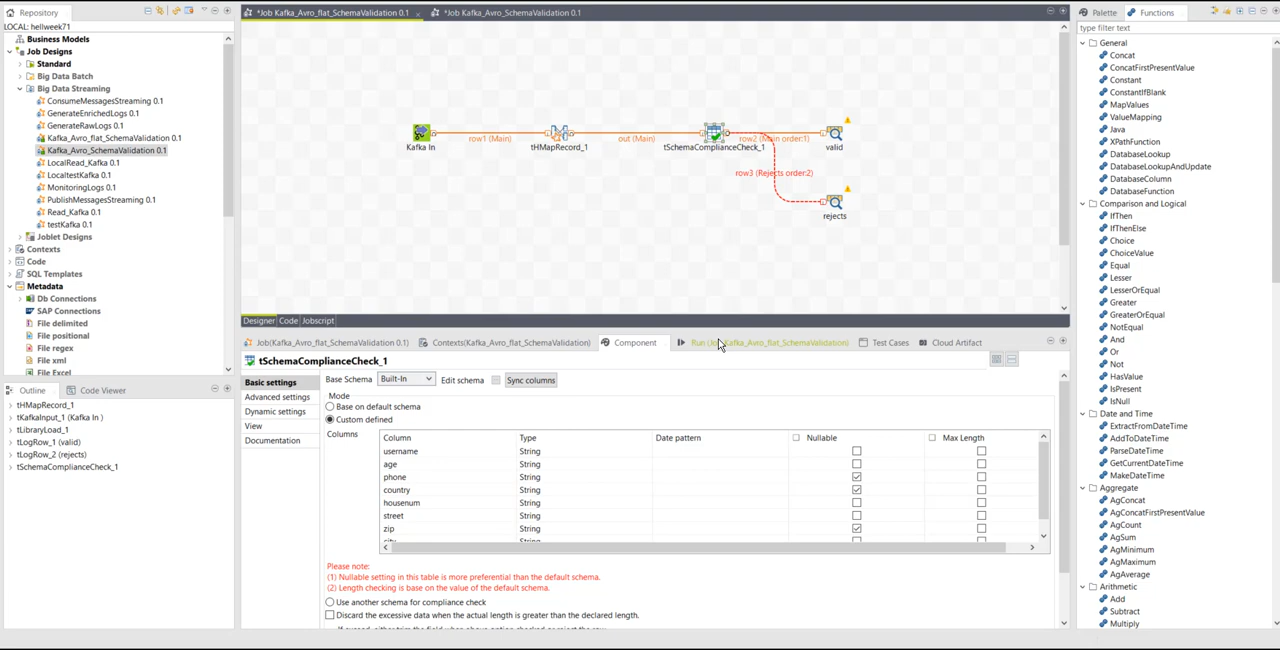 Repository
LOCAL: hellweek71
Business Models
Job Designs
Standard
Big Data Batch
Big Data Streaming
ConsumeMessagesStreaming 0.1
GenerateEnrichedLogs 0.1
GenerateRawLogs 0.1
Kafka_Avro_flat_SchemaValidation 0.1
Kafka_Avro_SchemaValidation 0.1
LocalRead_Kafka 0.1
LocaltestKafka 0.1
MonitoringLogs 0.1
PublishMessagesStreaming 0.1
Read_Kafka 0.1
testKafka 0.1
Joblet Designs
Contexts
Code
SQL Templates
Metadata
Db Connections
SAP Connections
File delimited
File positional
File regex
File xml
File Excel
Outline
Code Viewer
tHMapRecord_1
tKafkaInput_1 (Kafka In )
tLibraryLoad_1
tLogRow_1 (valid)
tLogRow_2 (rejects)
tSchemaComplianceCheck_1
*Job Kafka_Avro_flat_SchemaValidation 0.1
*Job Kafka_Avro_SchemaValidation 0.1
Kafka In
row1 (Main)
tHMapRecord_1
out (Main)
tSchemaComplianceCheck_1
row2 (Main order:1)
valid
row3 (Rejects order:2)
rejects
Designer Code Jobscript
Job(Kafka_Avro_flat_SchemaValidation 0.1)
Contexts(Kafka_Avro_flat_SchemaValidation)
Component
Run (Job Kafka_Avro_flat_SchemaValidation)
Test Cases
Cloud Artifact
tSchemaComplianceCheck_1
Basic settings
Advanced settings
Dynamic settings
View
Documentation
Base Schema Built-In Edit schema Sync columns
Mode
Base on default schema
Custom defined
Columns
Column Type Date pattern Nullable Max Length
username String
age String
phone String
country String
housenum String
street String
zip String
Please note:
(1) Nullable setting in this table is more preferential than the default schema.
(2) Length checking is base on the value of the default schema.
Use another schema for compliance check
Discard the excessive data when the actual length is greater than the declared length.
Palette
Functions
type filter text
General
Concat
ConcatFirstPresentValue
Constant
ConstantIfBlank
MapValues
ValueMapping
Java
XPathFunction
DatabaseLookup
DatabaseLookupAndUpdate
DatabaseColumn
DatabaseFunction
Comparison and Logical
IfThen
IfThenElse
Choice
ChoiceValue
Equal
Lesser
LesserOrEqual
Greater
GreaterOrEqual
NotEqual
And
Or
Not
HasValue
IsPresent
IsNull
Date and Time
ExtractFromDateTime
AddToDateTime
ParseDateTime
GetCurrentDateTime
MakeDateTime
Aggregate
AgConcat
AgConcatFirstPresentValue
AgCount
AgSum
AgMinimum
AgMaximum
AgAverage
Arithmetic
Add
Subtract
Multiply